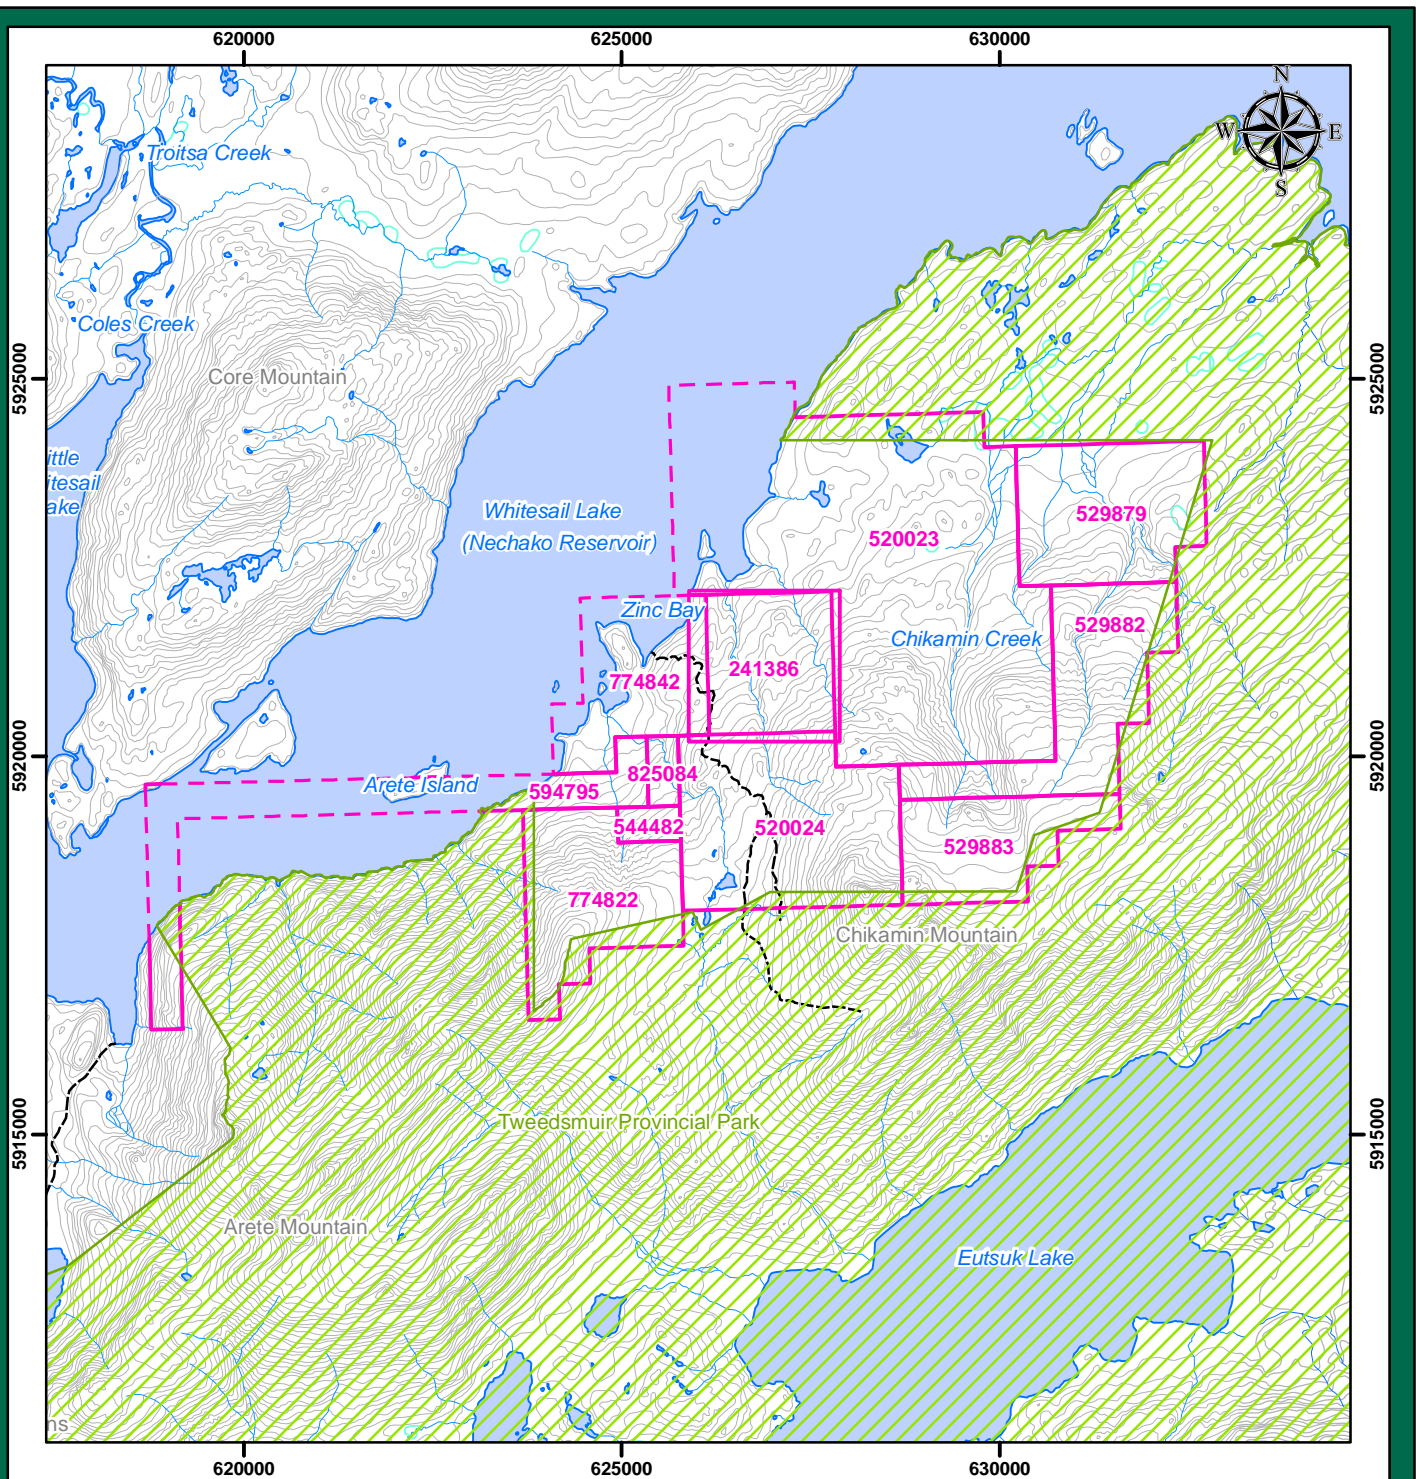 620000
625000
630000
N
W
E
S
Troitsa Creek
Coles Creek
Core Mountain
5925000
5925000
ittle
itesail
ake
Whitesail Lake
(Nechako Reservoir)
529879
520023
Zinc Bay
529882
Chikamin Creek
241386
774842
5920000
5920000
825084
Arete Island
594795
544482
520024
529883
774822
Chikamin Mountain
Tweedsmuir Provincial Park
5915000
5915000
Arete Mountain
Eutsuk Lake
ns
620000
625000
630000